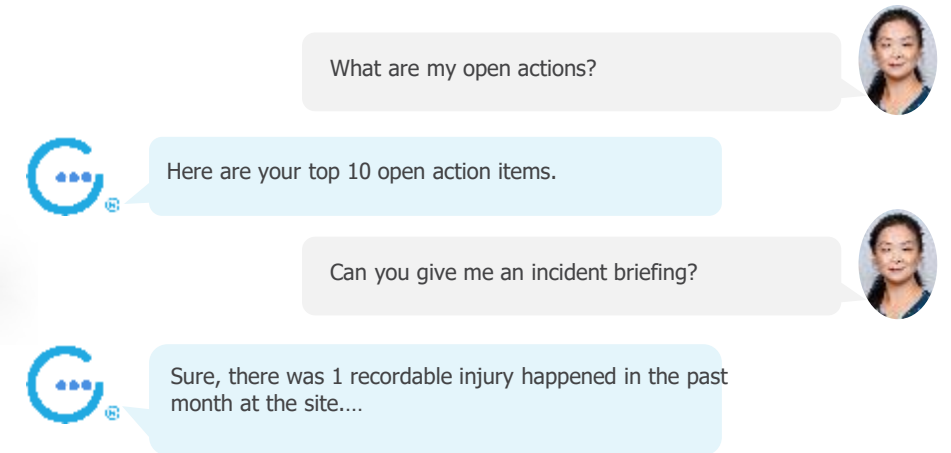 What are my open actions?
Here are your top 10 open action items.
Can you give me an incident briefing?
Sure, there was 1 recordable injury happened in the past
month at the site....